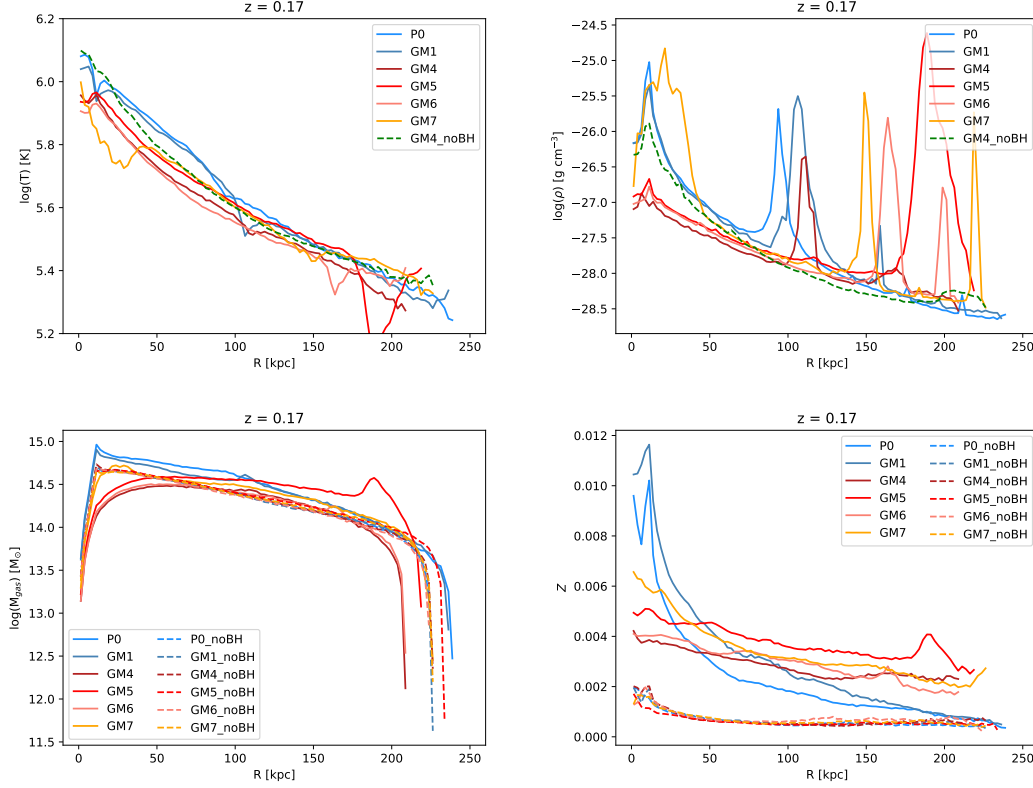 z = 0.17
6.2
6.0
5.8
5.6
5.4
5.2
log(T) [K]
0
50
100
150
200
250
R [kpc]
P0
GM1
GM4
GM5
GM6
GM7
GM4_noBH
z = 0.17
−24.5
−25.0
−25.5
−26.0
−26.5
−27.0
−27.5
−28.0
−28.5
log(ρ) [g cm⁻³]
0
50
100
150
200
250
R [kpc]
P0
GM1
GM4
GM5
GM6
GM7
GM4_noBH
z = 0.17
15.0
14.5
14.0
13.5
13.0
12.5
12.0
11.5
log(M_gas) [M_⊙]
0
50
100
150
200
250
R [kpc]
P0 P0_noBH
GM1 GM1_noBH
GM4 GM4_noBH
GM5 GM5_noBH
GM6 GM6_noBH
GM7 GM7_noBH
z = 0.17
0.012
0.010
0.008
0.006
0.004
0.002
0.000
Z
0
50
100
150
200
250
R [kpc]
P0 P0_noBH
GM1 GM1_noBH
GM4 GM4_noBH
GM5 GM5_noBH
GM6 GM6_noBH
GM7 GM7_noBH